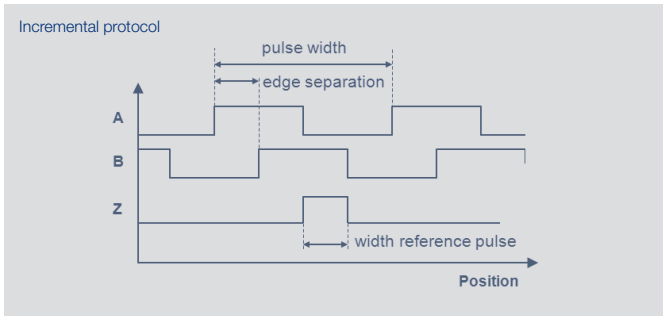 Incremental protocol
pulse width
edge separation
A
B
Z
width reference pulse
Position